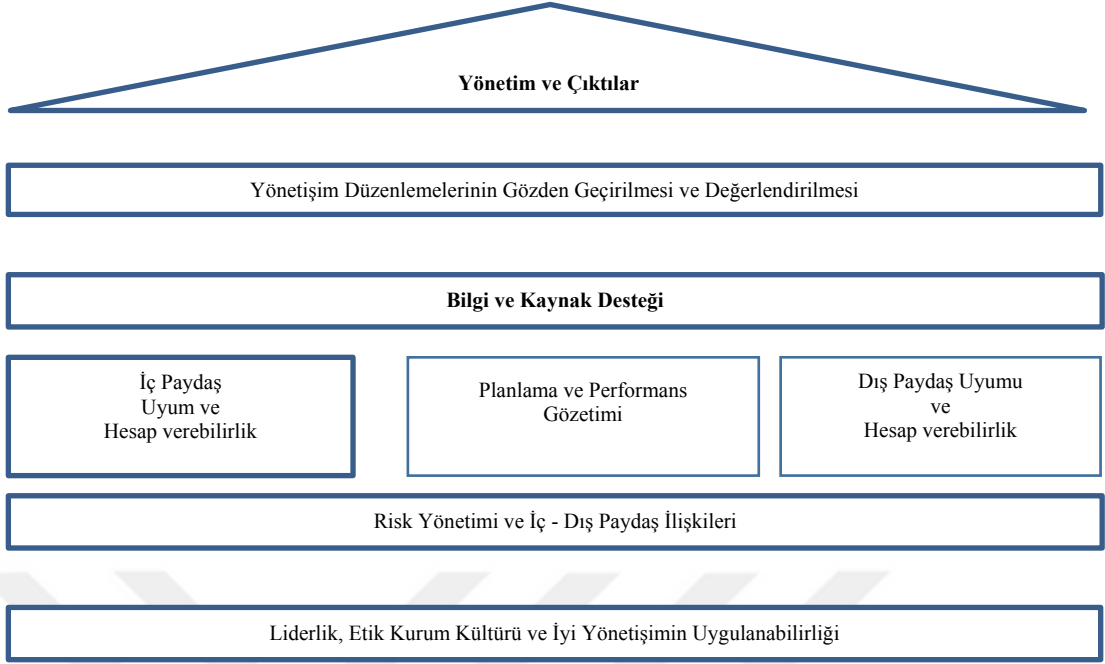 Yönetim ve Çıktılar
Yönetişim Düzenlemelerinin Gözden Geçirilmesi ve Değerlendirilmesi
Bilgi ve Kaynak Desteği
İç Paydaş
Uyum ve
Hesap verebilirlik
Planlama ve Performans
Gözetimi
Dış Paydaş Uyumu
ve
Hesap verebilirlik
Risk Yönetimi ve İç - Dış Paydaş İlişkileri
Liderlik, Etik Kurum Kültürü ve İyi Yönetişimin Uygulanabilirliği